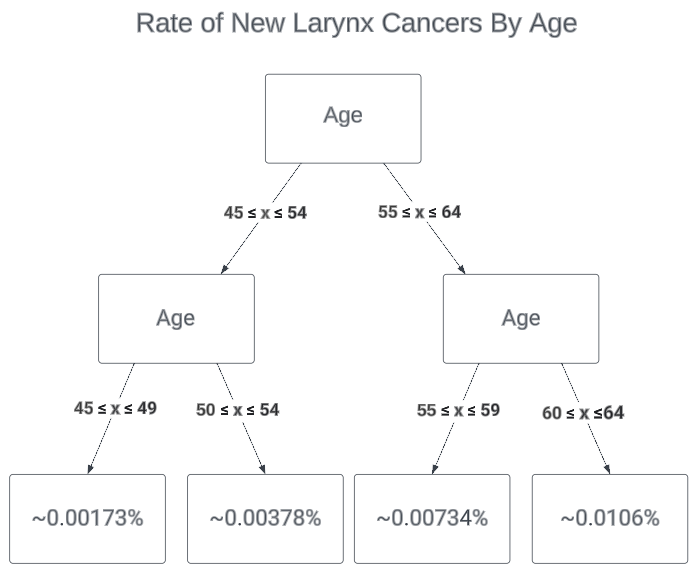 Rate of New Larynx Cancers By Age
Age
45 ≤ x ≤ 54
55 ≤ x ≤ 64
Age
Age
45 ≤ x ≤ 49
50 ≤ x ≤ 54
55 ≤ x ≤ 59
60 ≤ x ≤64
~0.00173%
~0.00378%
~0.00734%
~0.0106%